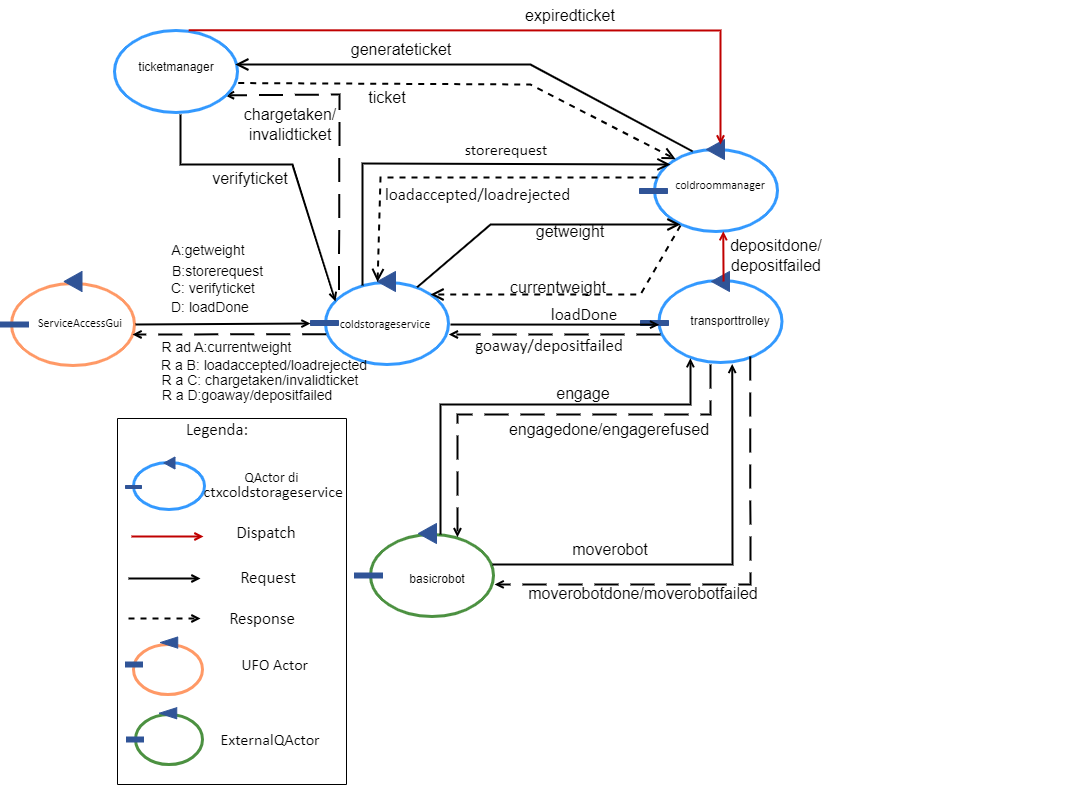 expiredticket
generateticket
ticketmanager
ticket
chargetaken/
invalidticket
storerequest
verifyticket
coldroommanager
loadaccepted/loadrejected
getweight
depositdone/
depositfailed
A:getweight
B:storerequest
C: verifyticket
D: loadDone
currentweight
loadDone
ServiceAccessGui
coldstorageservice
transporttrolley
goaway/depositfailed
R ad A:currentweight
R a B: loadaccepted/loadrejected
R a C: chargetaken/invalidticket
R a D:goaway/depositfailed
engage
engagedone/engagerefused
Legenda:
QActor di
ctxcoldstorageservice
Dispatch
Request
Response
UFO Actor
ExternalQActor
moverobot
basicrobot
moverobotdone/moverobotfailed